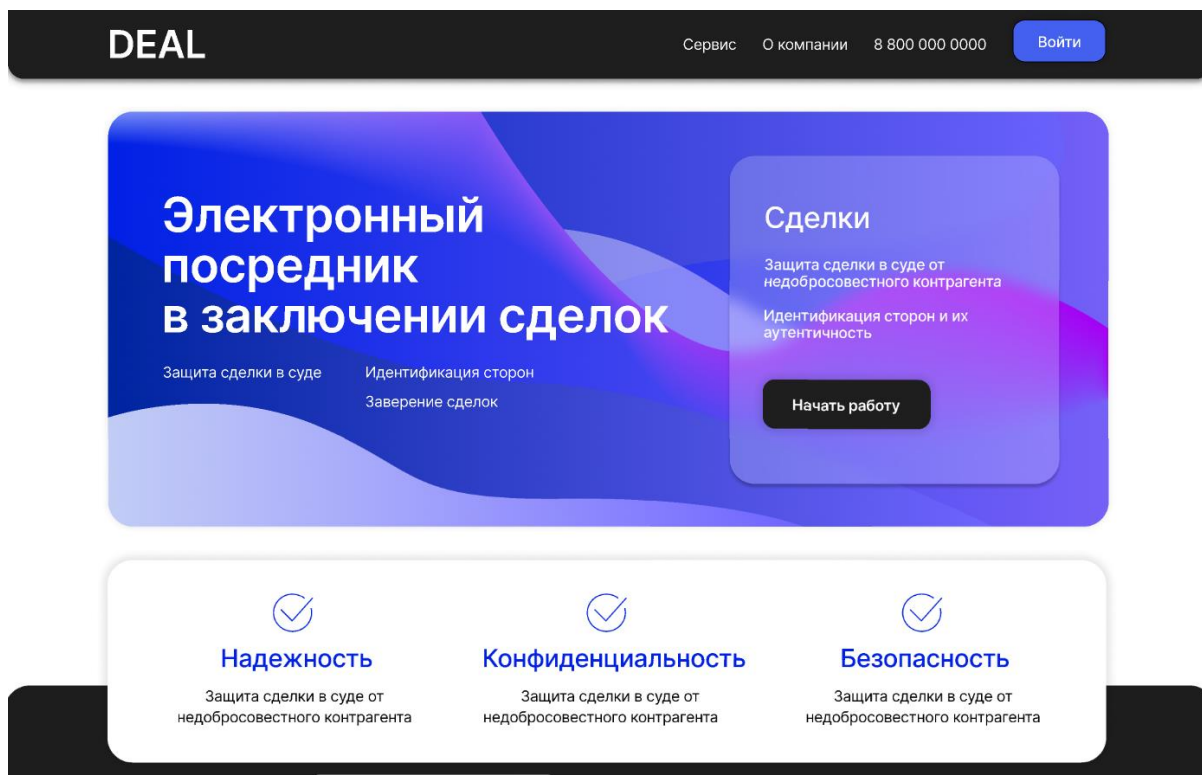 DEAL
Сервис
О компании
8 800 000 0000
Войти
Электронный
посредник
в заключении сделок
Защита сделки в суде
Идентификация сторон
Заверение сделок
Сделки
Защита сделки в суде от
недобросовестного контрагента
Идентификация сторон и их
аутентичность
Начать работу
Надежность
Защита сделки в суде от
недобросовестного контрагента
Конфиденциальность
Защита сделки в суде от
недобросовестного контрагента
Безопасность
Защита сделки в суде от
недобросовестного контрагента